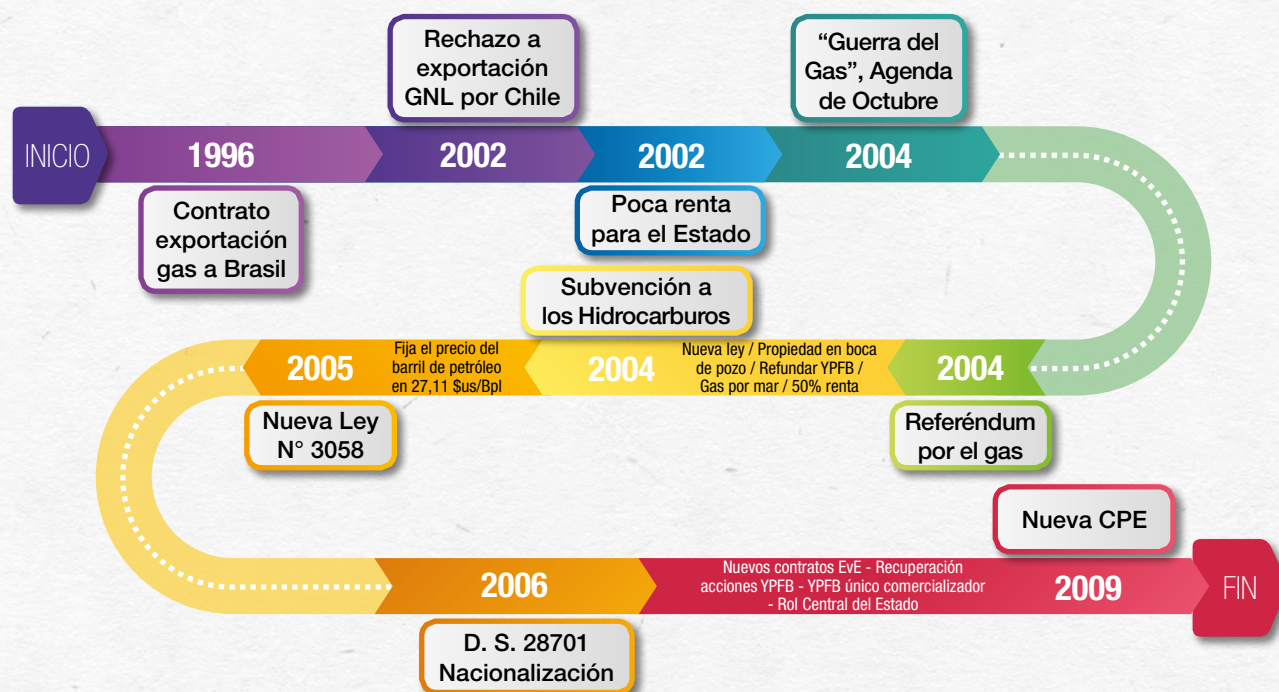 INICIO
1996
Contrato
exportación
gas a Brasil
Rechazo a
exportación
GNL por Chile
2002
2002
Poca renta
para el Estado
“Guerra del
Gas”, Agenda
de Octubre
2004
2004
Referéndum
por el gas
Nueva ley / Propiedad en boca
de pozo / Refundar YPFB /
Gas por mar / 50% renta
Subvención a
los Hidrocarburos
2004
Fija el precio del
barril de petróleo
en 27,11 $us/Bpl
2005
Nueva Ley
N° 3058
2006
D. S. 28701
Nacionalización
Nuevos contratos EvE - Recuperación
acciones YPFB - YPFB único comercializador
- Rol Central del Estado
Nueva CPE
2009
FIN